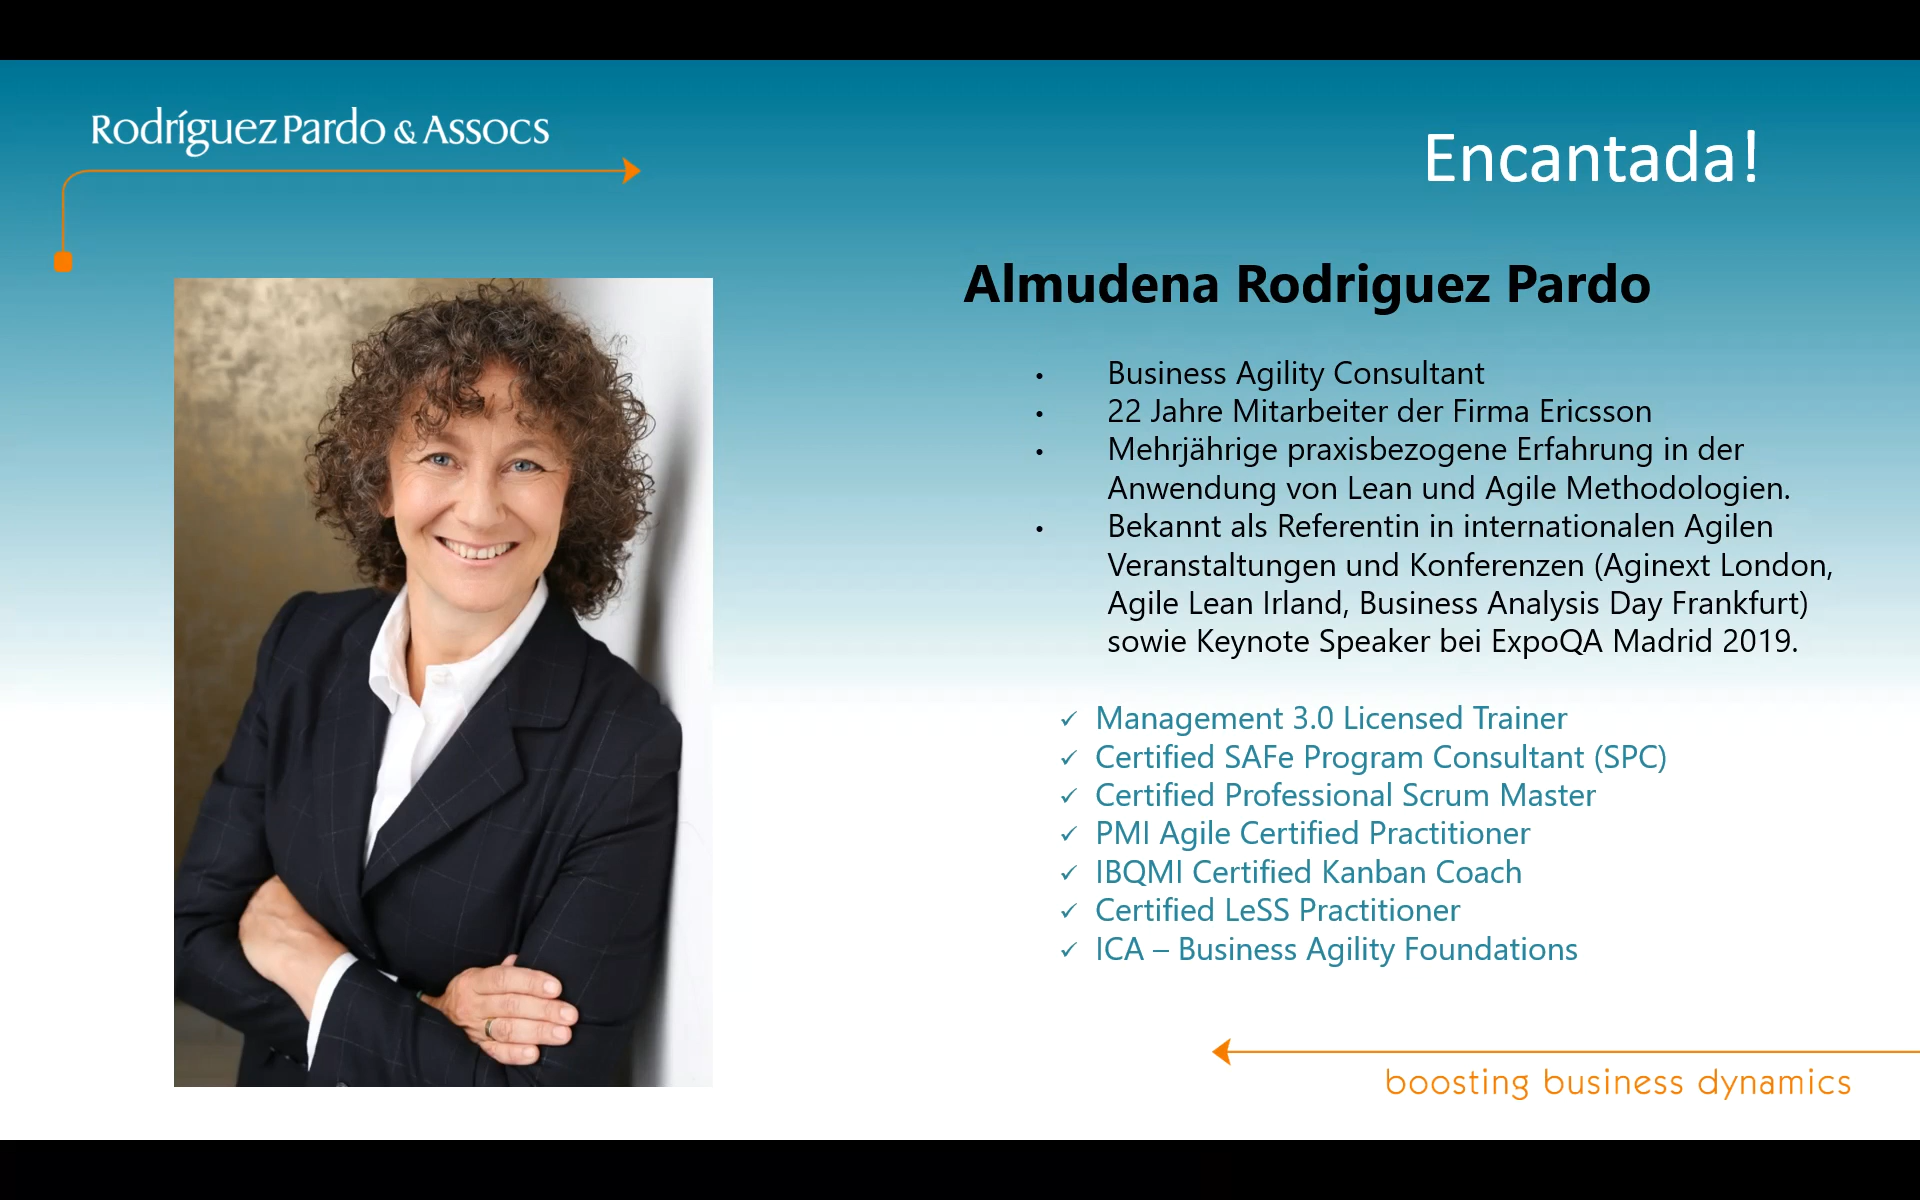 Rodríguez Pardo & Assocs
Encantada!
Almudena Rodriguez Pardo
• Business Agility Consultant
• 22 Jahre Mitarbeiter der Firma Ericsson
• Mehrjährige praxisbezogene Erfahrung in der
Anwendung von Lean und Agile Methodologien.
• Bekannt als Referentin in internationalen Agilen
Veranstaltungen und Konferenzen (Aginext London,
Agile Lean Irland, Business Analysis Day Frankfurt)
sowie Keynote Speaker bei ExpoQA Madrid 2019.
✓ Management 3.0 Licensed Trainer
✓ Certified SAFe Program Consultant (SPC)
✓ Certified Professional Scrum Master
✓ PMI Agile Certified Practitioner
✓ IBQMI Certified Kanban Coach
✓ Certified LeSS Practitioner
✓ ICA – Business Agility Foundations
boosting business dynamics